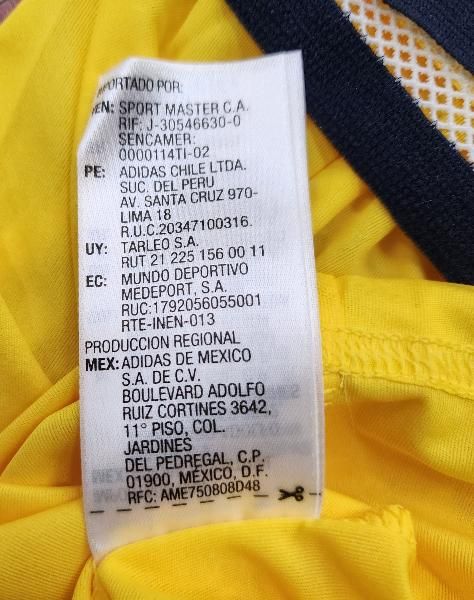 PORTADO POR:
EN: SPORT MASTER C.A.
RIF: J-30546630-0
SENCAMER:
0000114TI-02
PE: ADIDAS CHILE LTDA.
SUC. DEL PERU
AV. SANTA CRUZ 970-
LIMA 18
R.U.C.20347100316.
UY: TARLEO S.A.
RUT 21 225 156 00 11
EC: MUNDO DEPORTIVO
MEDEPORT, S.A.
RUC:1792056055001
RTE-INEN-013
PRODUCCION REGIONAL
MEX: ADIDAS DE MEXICO
S.A. DE C.V.
BOULEVARD ADOLFO
RUIZ CORTINES 3642,
11° PISO, COL.
JARDINES
DEL PEDREGAL, C.P.
01900, MÉXICO, D.F.
RFC: AME750808D48